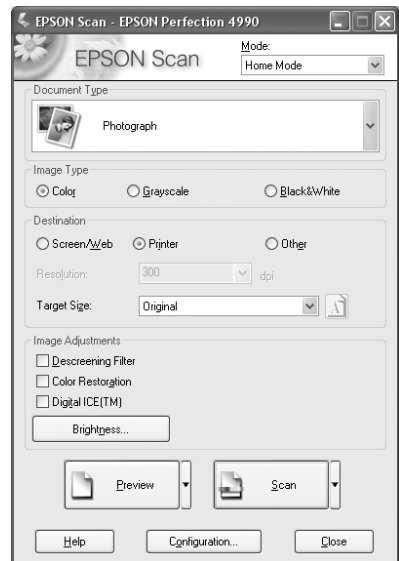 EPSON Scan - EPSON Perfection 4990
EPSON Scan
Mode:
Home Mode
Document Type
Photograph
Image Type
Color Grayscale Black&White
Destination
Screen/Web Printer Other
Resolution: 300 dpi
Target Size: Original
Image Adjustments
Descreening Filter
Color Restoration
Digital ICE(TM)
Brightness...
Preview Scan
Help Configuration... Close